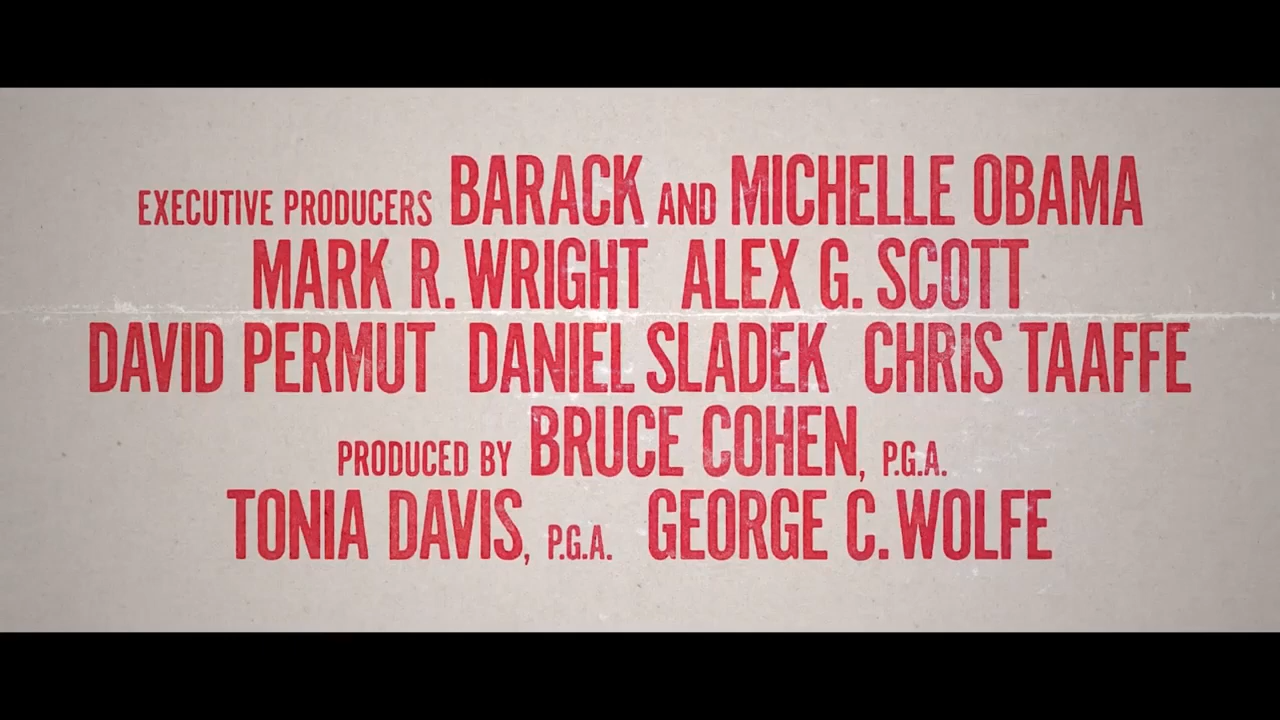 EXECUTIVE PRODUCERS BARACK AND MICHELLE OBAMA
MARK R. WRIGHT ALEX G. SCOTT
DAVID PERMUT DANIEL SLADEK CHRIS TAAFFE
PRODUCED BY BRUCE COHEN, P.G.A.
TONIA DAVIS, P.G.A. GEORGE C. WOLFE